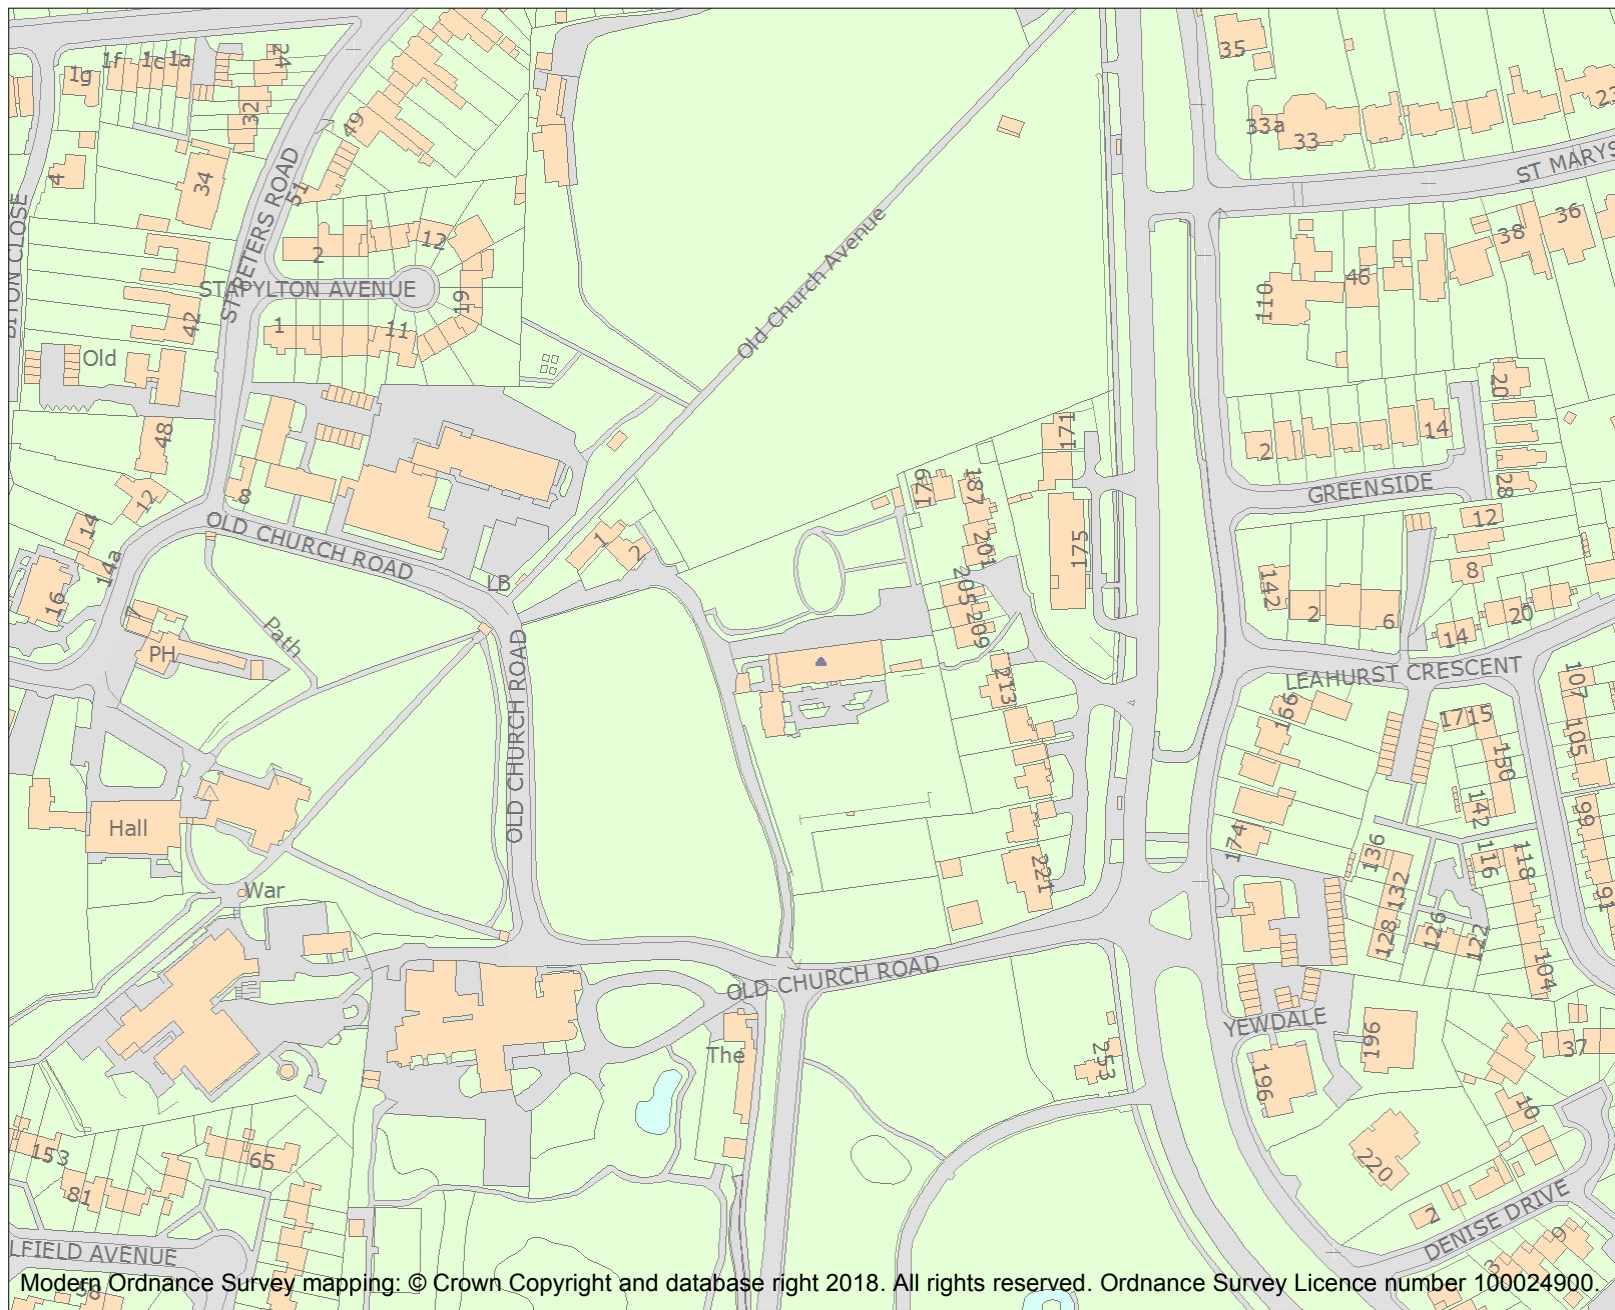 24
1g
1f
1c
1a
32
49
4
34
51
35
33a
33
23
ST MARYS
BITON CLOSE
ST PETERS ROAD
2
12
STAPYLTON AVENUE
19
1
11
42
Old
Old Church Avenue
36
38
46
110
20
48
8
12
14
14a
16
171
2
14
GREENSIDE
28
OLD CHURCH ROAD
LB
1
2
179
187
201
175
205
209
12
8
142
2
6
20
14
7
PH
Path
213
LEAHURST CRESCENT
OLD CHURCH ROAD
166
1715
107
105
150
142
99
Hall
174
136
116
118
War
221
132
128
126
122
91
104
OLD CHURCH ROAD
YEWDALE
The
253
196
196
37
10
153
65
81
220
2
DENISE DRIVE
9
3
LFIELD AVENUE
58
Modern Ordnance Survey mapping: © Crown Copyright and database right 2018. All rights reserved. Ordnance Survey Licence number 100024900.